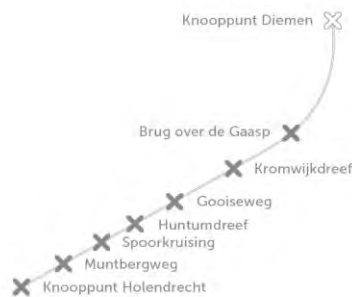 Knooppunt Diemen
Brug over de Gaasp
Kromwijkdreef
Gooiseweg
Huntumdreef
Spoorkruising
Muntbergweg
Knooppunt Holendrecht